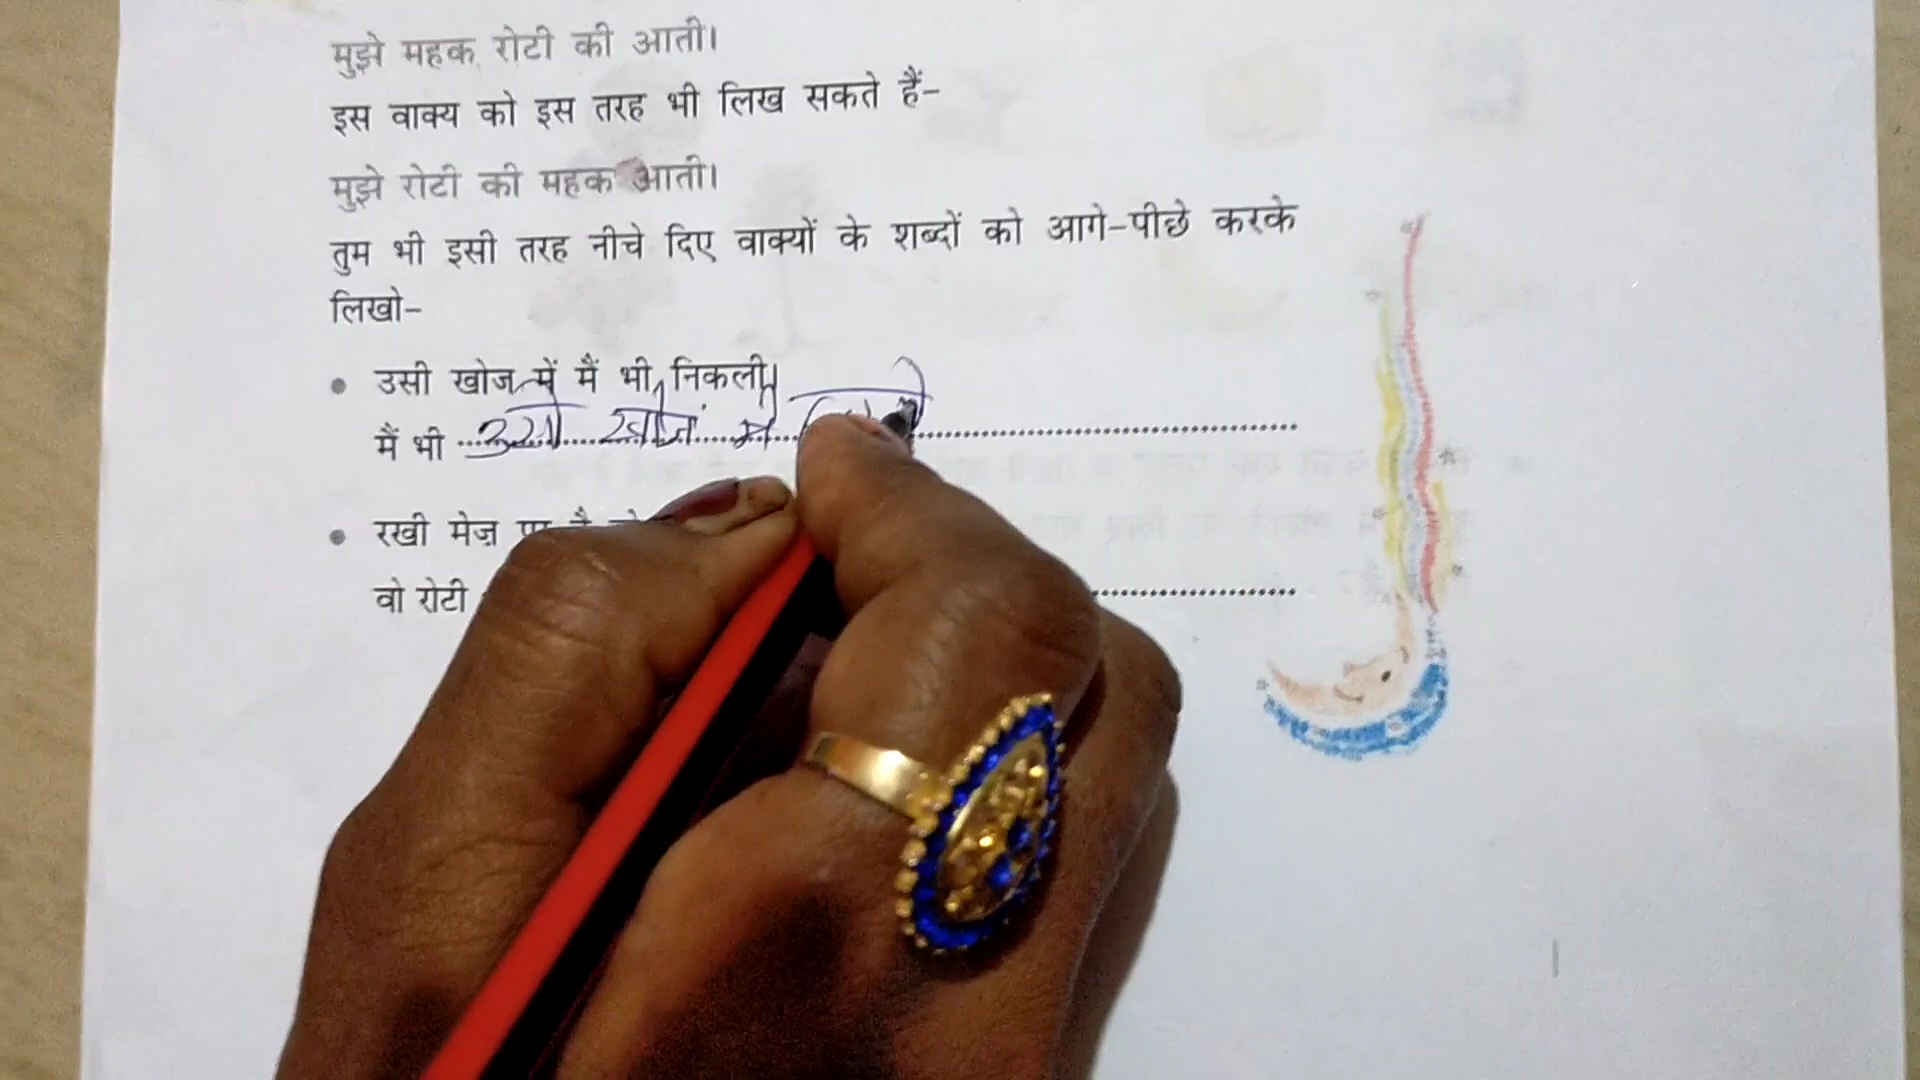 मुझे महक रोटी की आती।
इस वाक्य को इस तरह भी लिख सकते हैं-
मुझे रोटी की महक आती।
तुम भी इसी तरह नीचे दिए वाक्यों के शब्दों को आगे-पीछे करके
लिखो-
उसी खोज में मैं भी निकली।
मैं भी उसी खोज में
रखी मेज़
वो रोटी